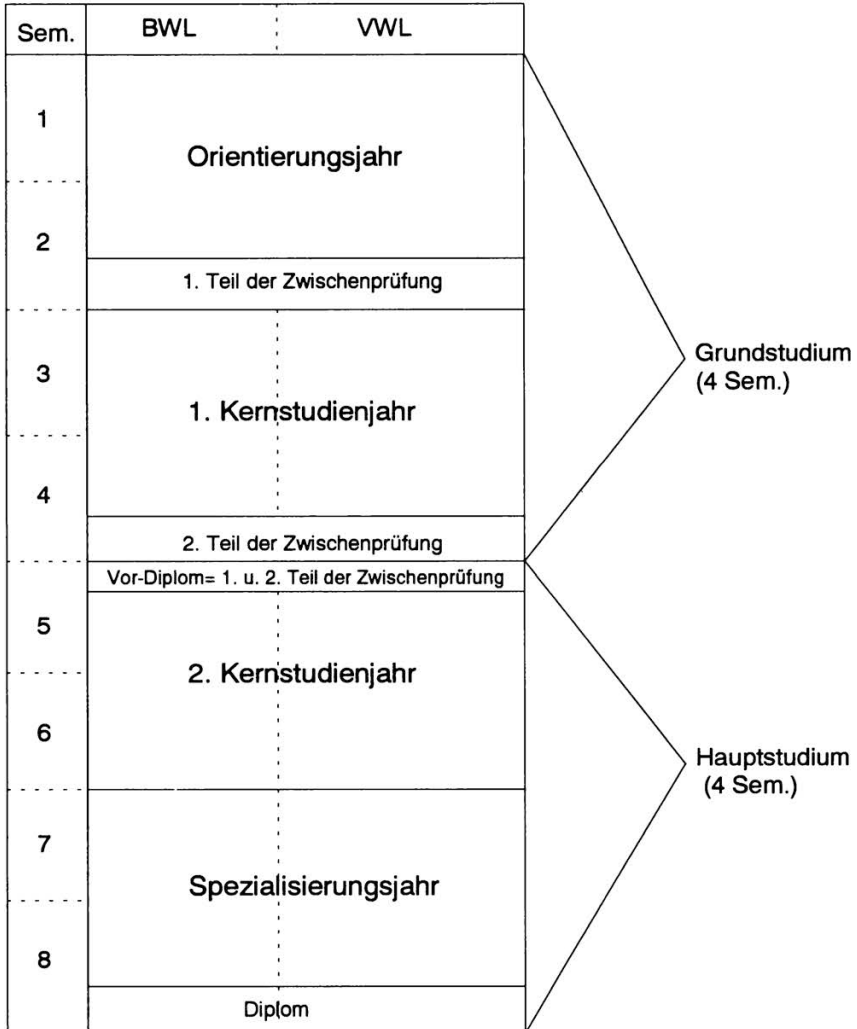 Sem. BWL VWL
1
Orientierungsjahr
2
1. Teil der Zwischenprüfung
3
Grundstudium
(4 Sem.)
1. Kernstudienjahr
4
2. Teil der Zwischenprüfung
Vor-Diplom= 1. u. 2. Teil der Zwischenprüfung
5
2. Kernstudienjahr
6
Hauptstudium
(4 Sem.)
7
Spezialisierungsjahr
8
Diplom